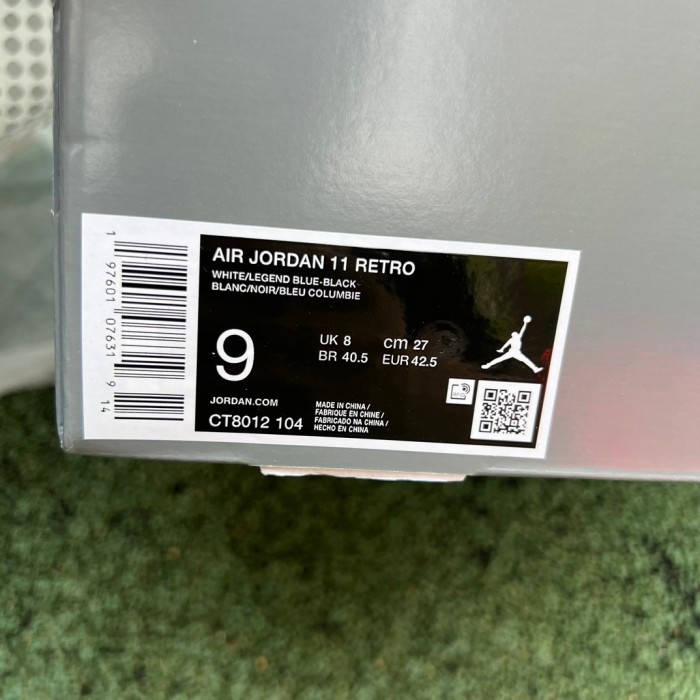 AIR JORDAN 11 RETRO
WHITE/LEGEND BLUE-BLACK
BLANC/NOIR/BLEU COLUMBIE
9
UK 8 cm 27
BR 40.5 EUR 42.5
JORDAN.COM
CT8012 104
MADE IN CHINA /
FABRIQUE EN CHINE /
FABRICADO NA CHINA /
HECHO EN CHINA
1 97601 07631 9 14